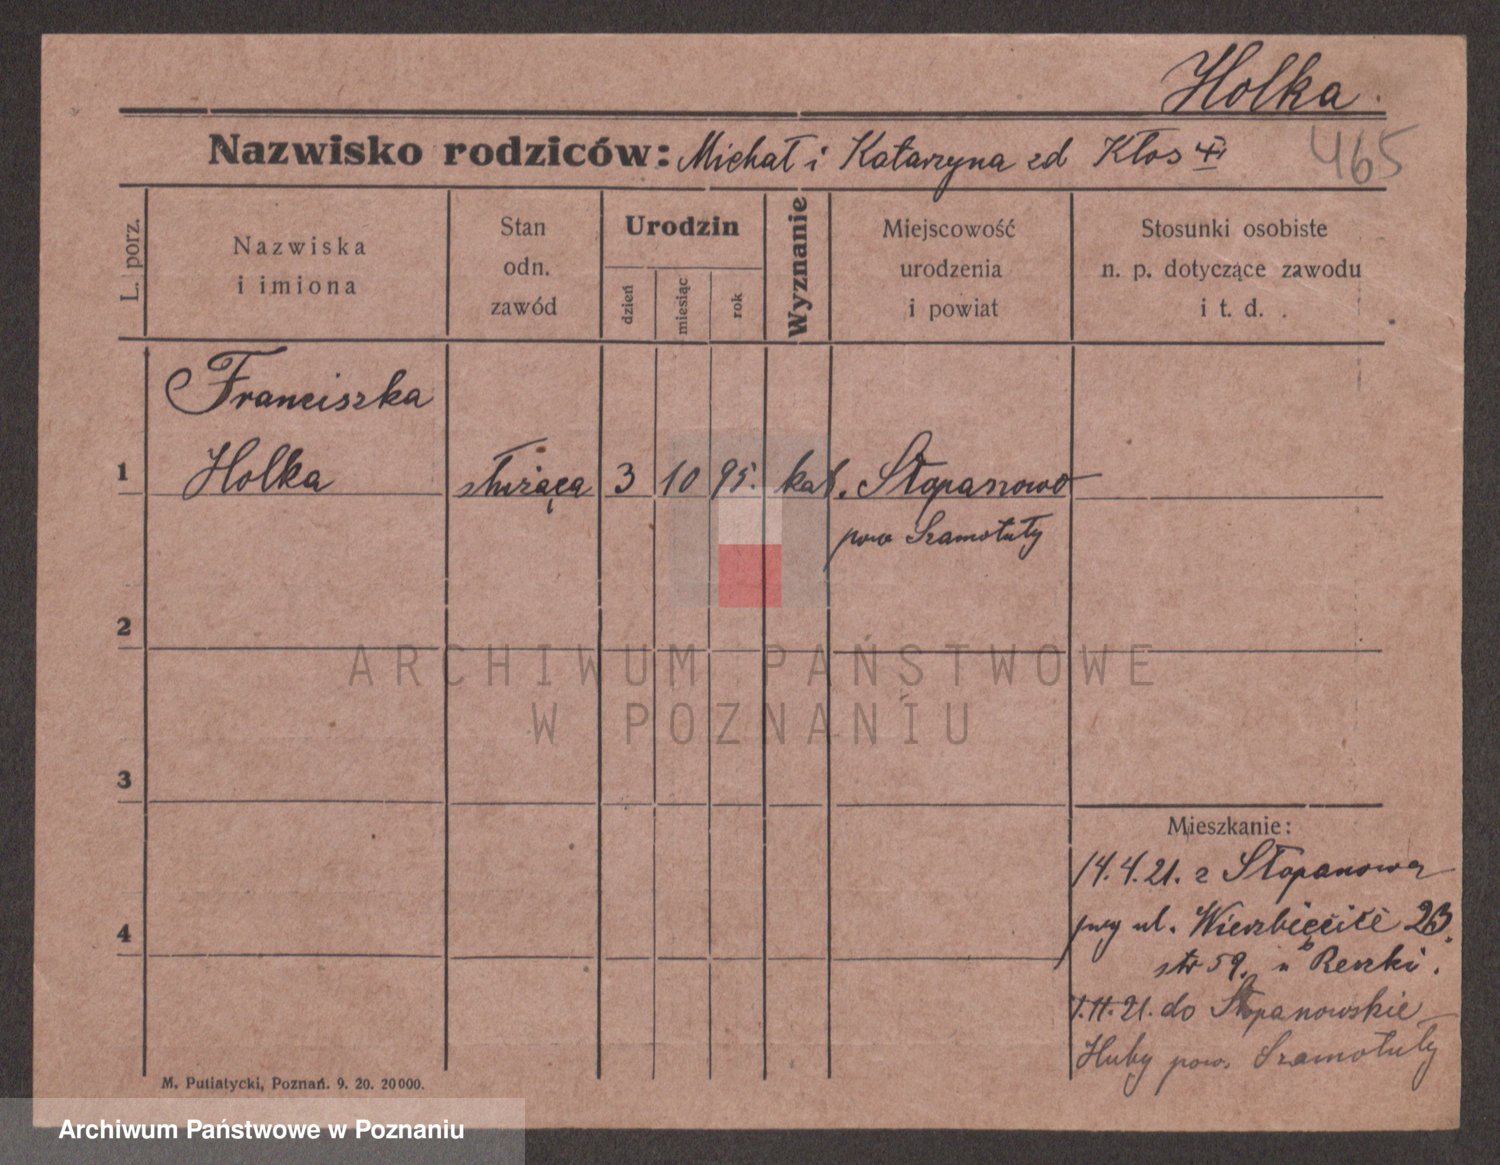 Holka.
465
Nazwisko rodziców: Michał i Katarzyna zd Kłos
L. porz.
Nazwiska
i imiona
Stan
odn.
zawód
Urodzin
dzień
miesiąc
rok
Wyznanie
Miejscowość
urodzenia
i powiat
Stosunki osobiste
n. p. dotyczące zawodu
i t. d.
Franciszka
1 Holka służąca 3 10 95. kat. Stopanowo
pow Szamotuły
2
ARCHIWUM PAŃSTWOWE
W POZNANIU
3
Mieszkanie:
14.4.21. z Stopanowa
4
przy ul. Wierzbięcice 23.
str 59. u Reszki.
1.11.21. do Stopanowskie
Huby pow. Szamotuły
M. Putiatycki, Poznań. 9. 20. 20000.
Archiwum Państwowe w Poznaniu